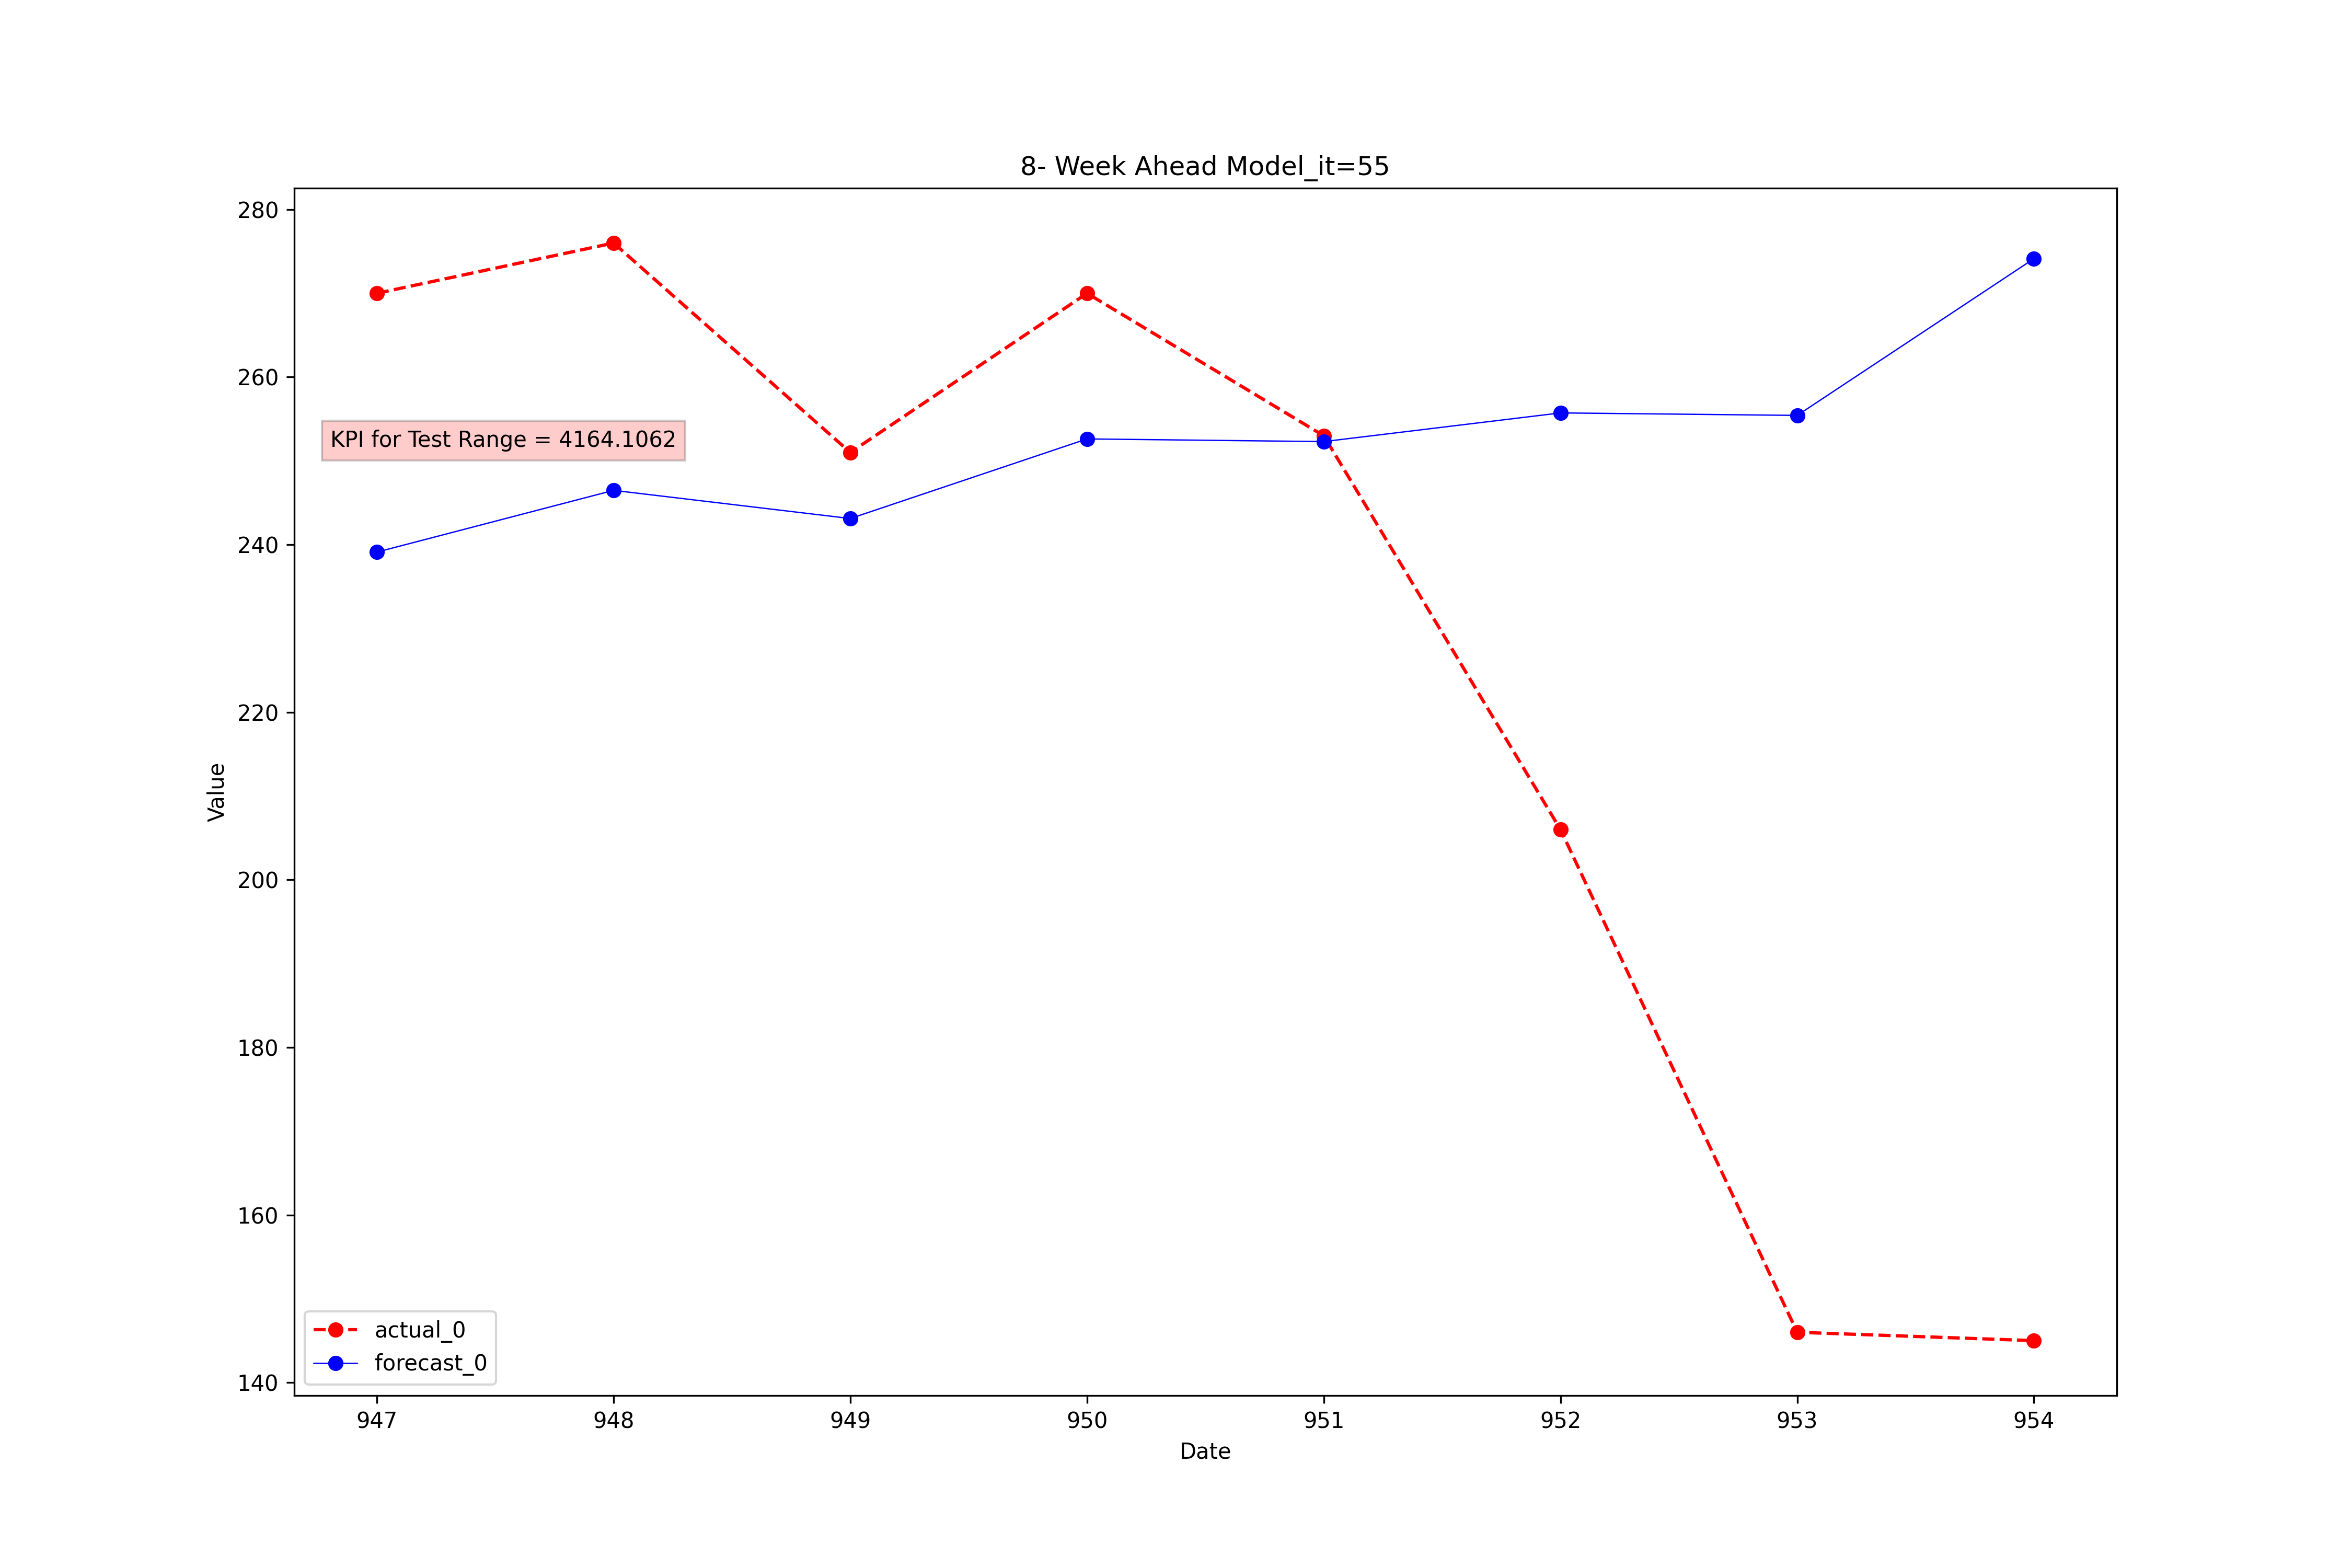 8- Week Ahead Model_it=55
280
260
240
220
200
180
160
140
Value
KPI for Test Range = 4164.1062
actual_0
forecast_0
947 948 949 950 951 952 953 954
Date